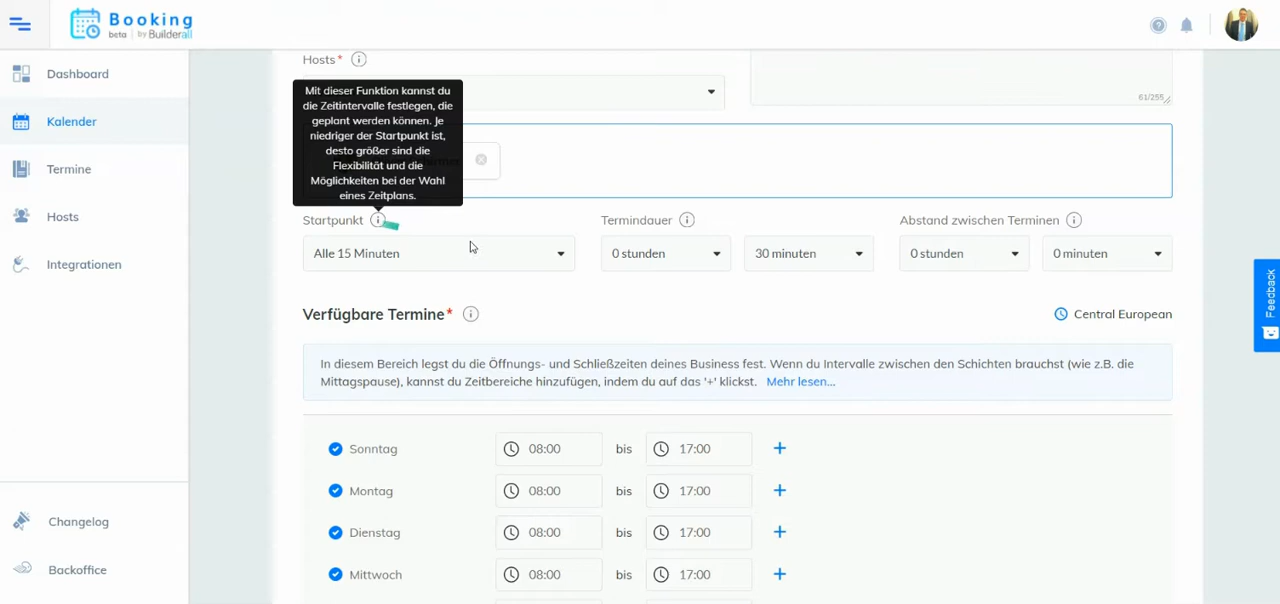 Booking
beta | by Builderall
Dashboard
Kalender
Termine
Hosts
Integrationen
Changelog
Backoffice
Hosts*
61/255
Mit dieser Funktion kannst du
die Zeitintervalle festlegen, die
geplant werden können. Je
niedriger der Startpunkt ist,
desto größer sind die
Flexibilität und die
Möglichkeiten bei der Wahl
eines Zeitplans.
Startpunkt
Termindauer
Abstand zwischen Terminen
Alle 15 Minuten
0 stunden
30 minuten
0 stunden
0 minuten
Verfügbare Termine*
Central European
In diesem Bereich legst du die Öffnungs- und Schließzeiten deines Business fest. Wenn du Intervalle zwischen den Schichten brauchst (wie z.B. die
Mittagspause), kannst du Zeitbereiche hinzufügen, indem du auf das '+' klickst. Mehr lesen...
Sonntag 08:00 bis 17:00 +
Montag 08:00 bis 17:00 +
Dienstag 08:00 bis 17:00 +
Mittwoch 08:00 bis 17:00 +
Feedback